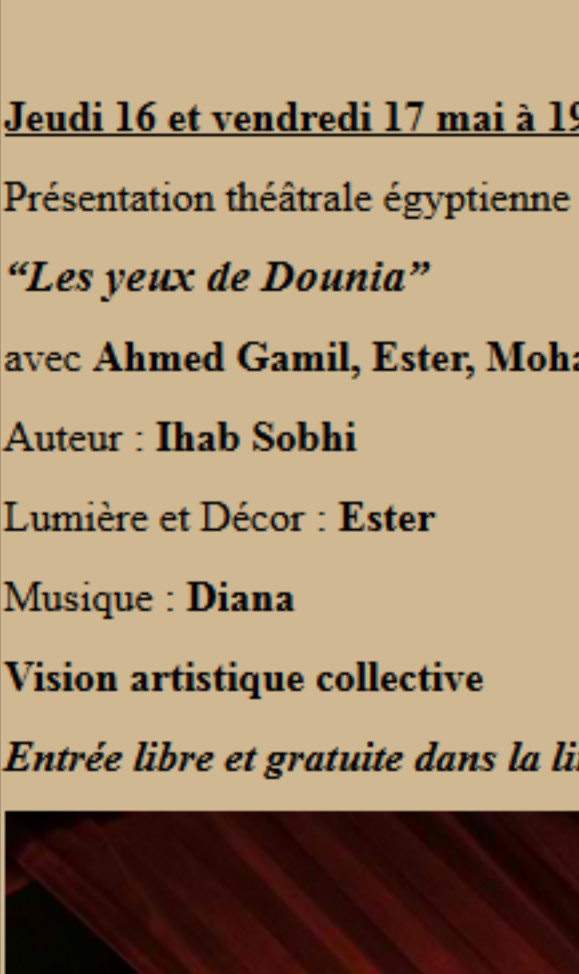 Jeudi 16 et vendredi 17 mai à 19
Présentation théâtrale égyptienne
“Les yeux de Dounia”
avec Ahmed Gamil, Ester,
Auteur : Ihab Sobhi
Lumière et Décor : Ester
Musique : Diana
Vision artistique collective
Entrée libre et gratuite dans la